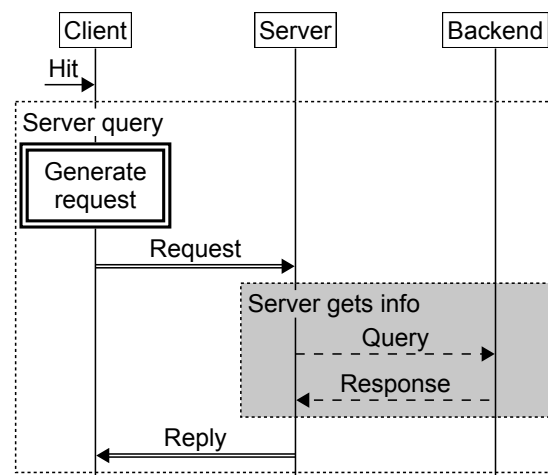 Client Server Backend
Hit
Server query
Generate
request
Request
Server gets info
Query
Response
Reply